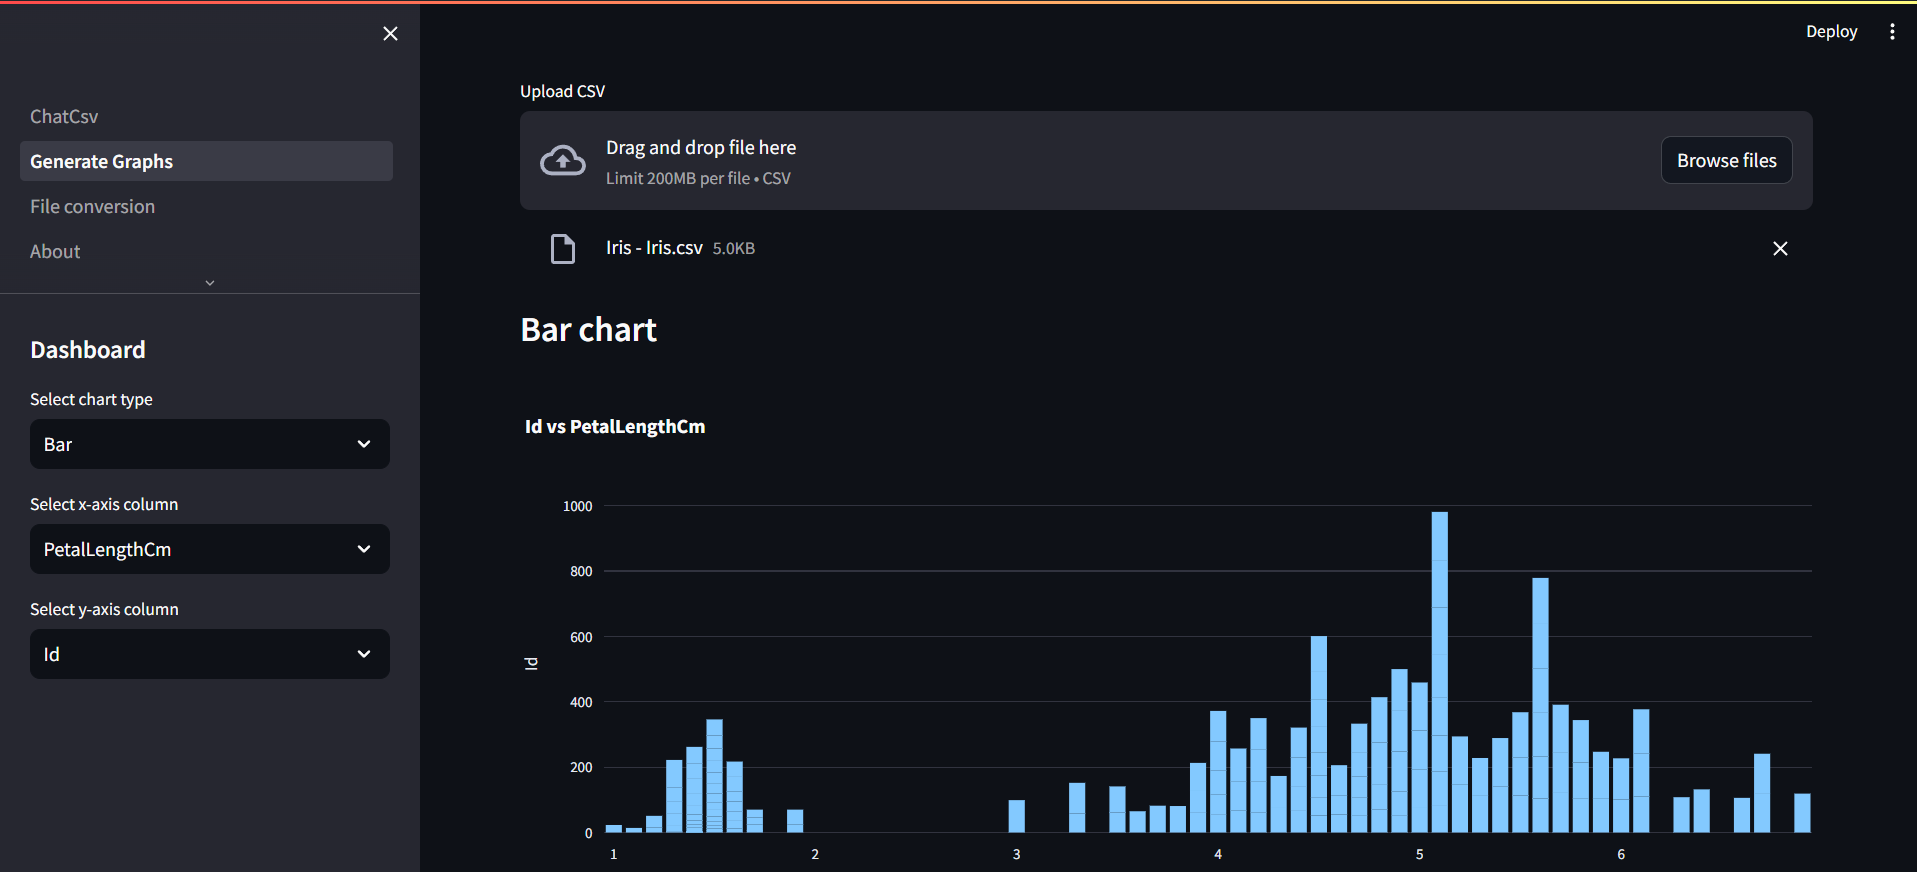 Deploy
ChatCsv
Generate Graphs
File conversion
About
Dashboard
Select chart type
Bar
Select x-axis column
PetalLengthCm
Select y-axis column
Id
Upload CSV
Drag and drop file here
Limit 200MB per file • CSV
Browse files
Iris - Iris.csv 5.0KB
Bar chart
Id vs PetalLengthCm
1000
800
600
400
200
0
Id
1 2 3 4 5 6